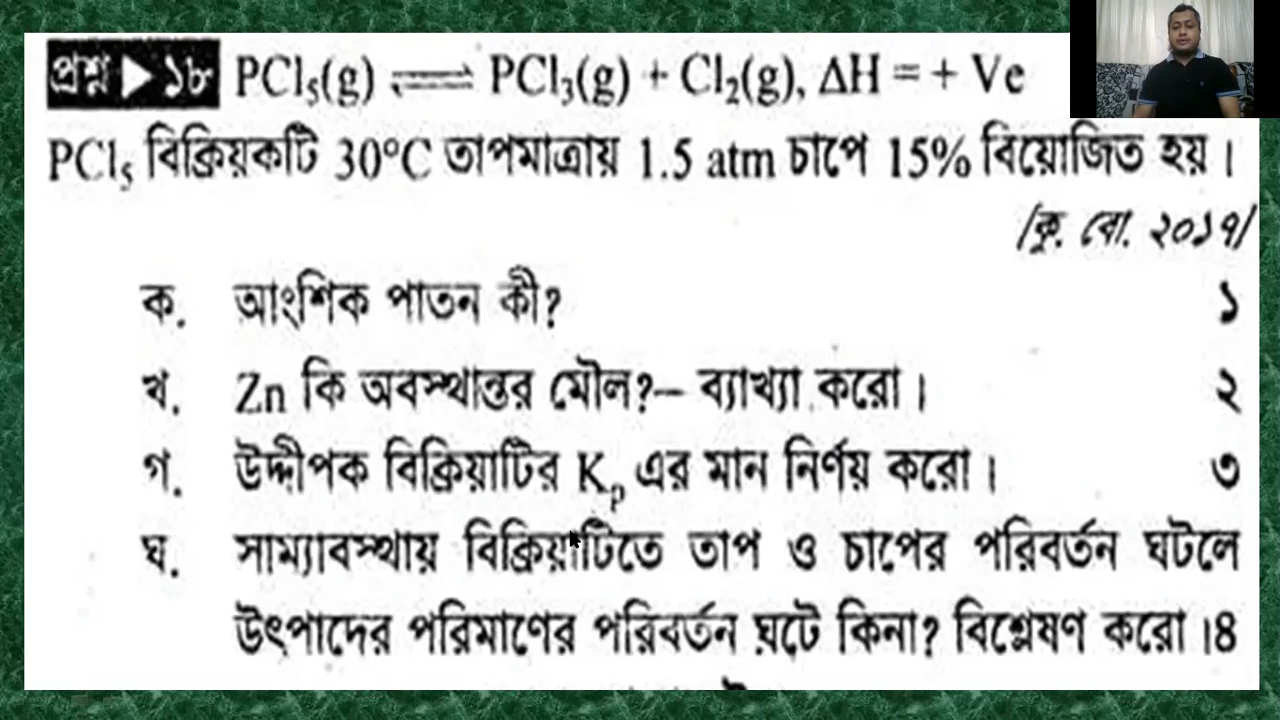 প্রশ্ন ▶ ১৮ PCl₅(g) ⇌ PCl₃(g) + Cl₂(g), ΔH = + Ve
PCl₅ বিক্রিয়কটি 30°C তাপমাত্রায় 1.5 atm চাপে 15% বিয়োজিত হয়।
/কু. বো. ২০১৭/
ক. আংশিক পাতন কী? ১
খ. Zn কি অবস্থান্তর মৌল?– ব্যাখ্যা করো। ২
গ. উদ্দীপক বিক্রিয়াটির Kₚ এর মান নির্ণয় করো। ৩
ঘ. সাম্যাবস্থায় বিক্রিয়াটিতে তাপ ও চাপের পরিবর্তন ঘটলে
উৎপাদের পরিমাণের পরিবর্তন ঘটে কিনা? বিশ্লেষণ করো।৪